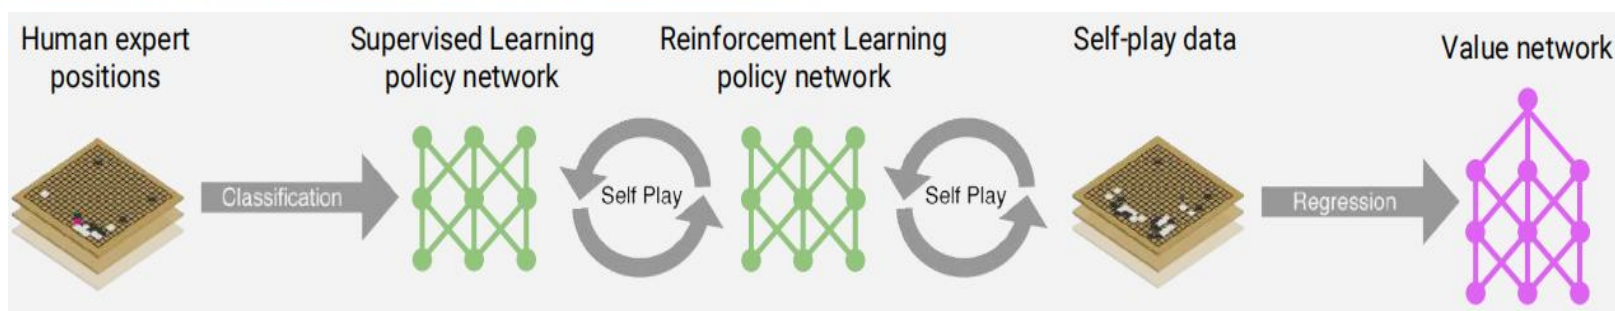 Human expert
positions
Supervised Learning
policy network
Reinforcement Learning
policy network
Self-play data
Value network
Classification
Self Play
Self Play
Regression